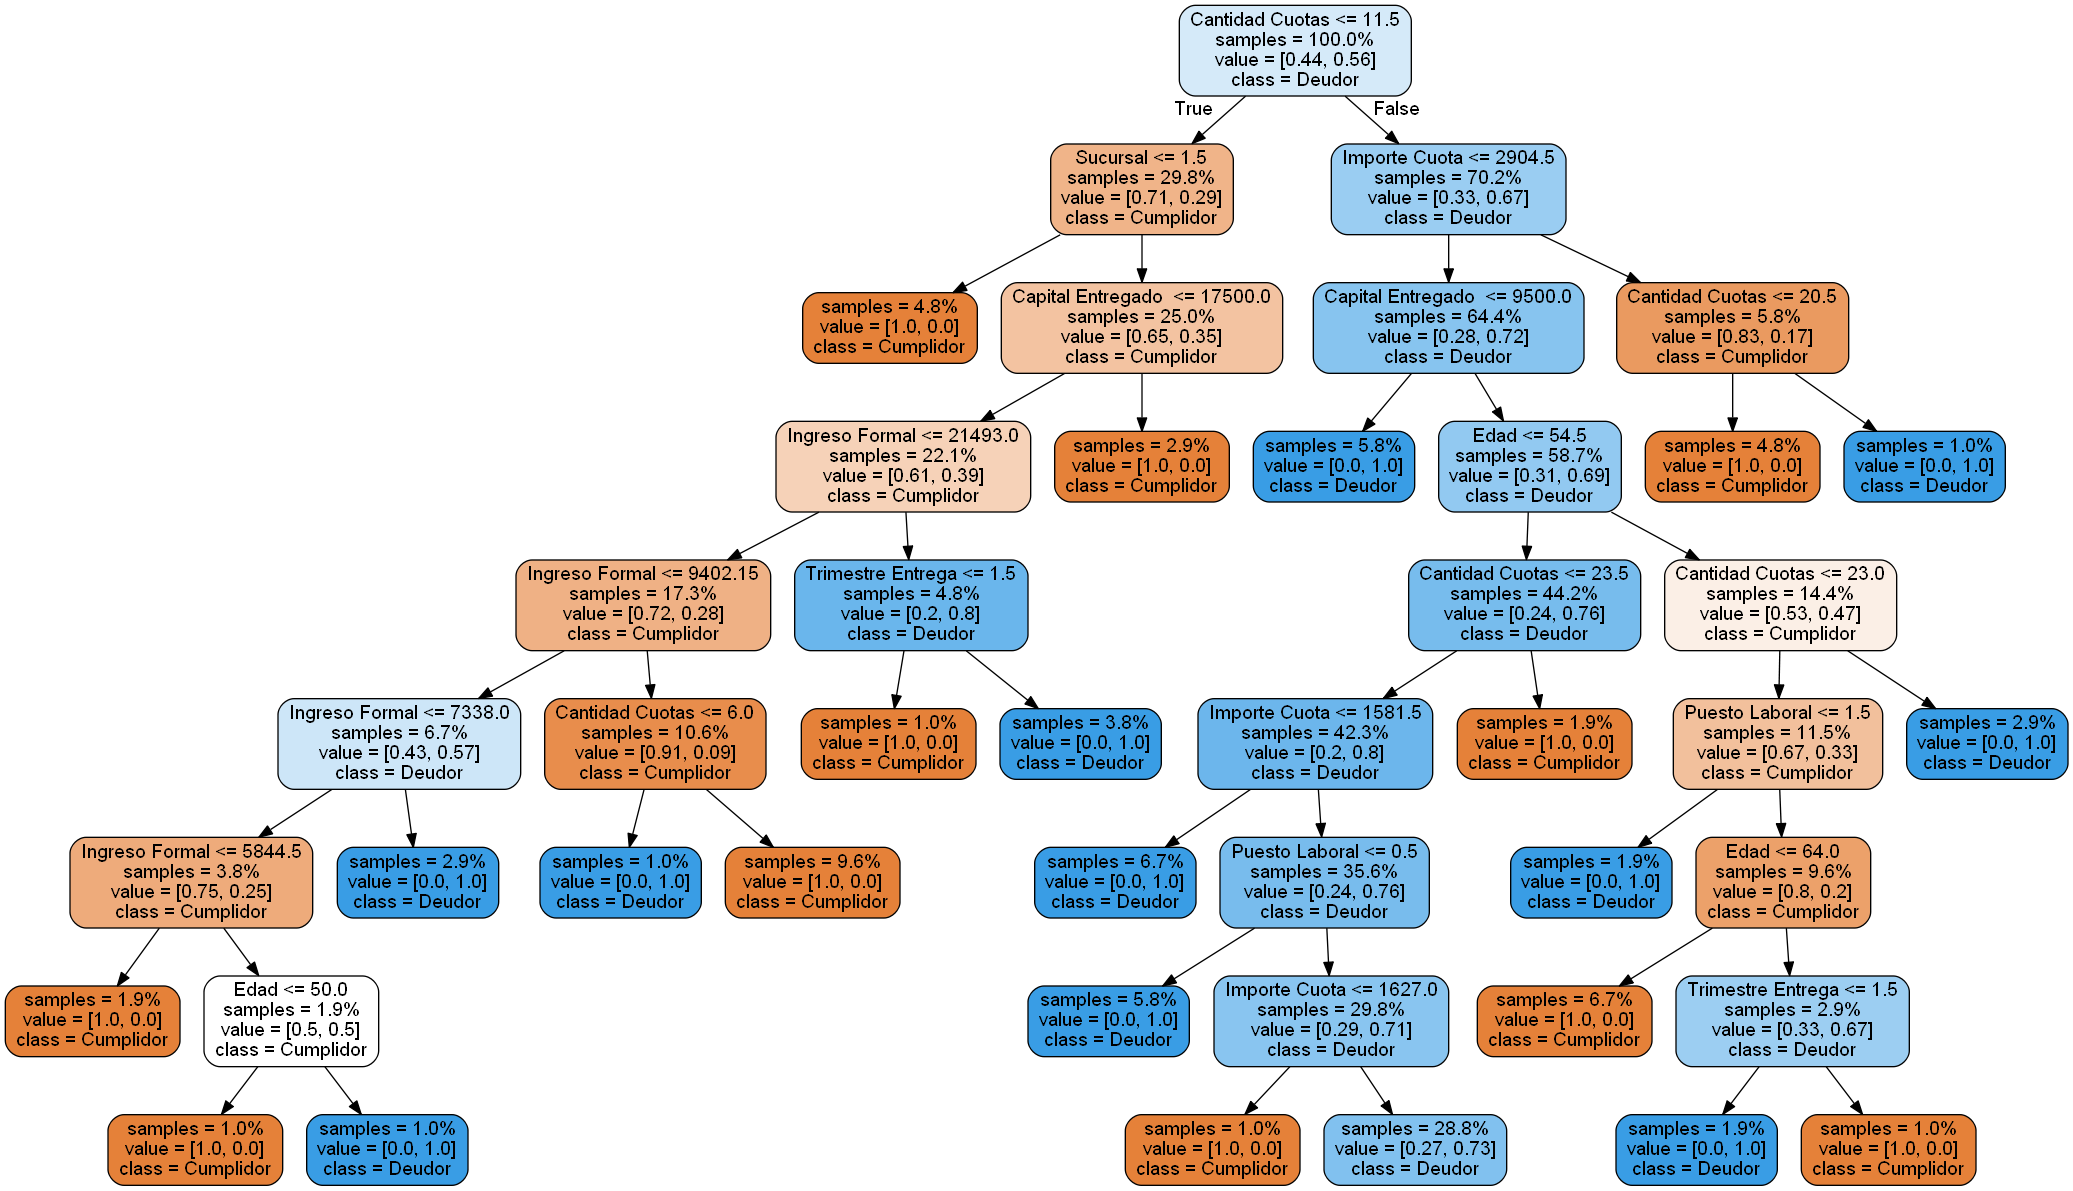 Cantidad Cuotas <= 11.5
samples = 100.0%
value = [0.44, 0.56]
class = Deudor
True
False
Sucursal <= 1.5
samples = 29.8%
value = [0.71, 0.29]
class = Cumplidor
Importe Cuota <= 2904.5
samples = 70.2%
value = [0.33, 0.67]
class = Deudor
samples = 4.8%
value = [1.0, 0.0]
class = Cumplidor
Capital Entregado  <= 17500.0
samples = 25.0%
value = [0.65, 0.35]
class = Cumplidor
Capital Entregado  <= 9500.0
samples = 64.4%
value = [0.28, 0.72]
class = Deudor
Cantidad Cuotas <= 20.5
samples = 5.8%
value = [0.83, 0.17]
class = Cumplidor
Ingreso Formal <= 21493.0
samples = 22.1%
value = [0.61, 0.39]
class = Cumplidor
samples = 2.9%
value = [1.0, 0.0]
class = Cumplidor
samples = 5.8%
value = [0.0, 1.0]
class = Deudor
Edad <= 54.5
samples = 58.7%
value = [0.31, 0.69]
class = Deudor
samples = 4.8%
value = [1.0, 0.0]
class = Cumplidor
samples = 1.0%
value = [0.0, 1.0]
class = Deudor
Ingreso Formal <= 9402.15
samples = 17.3%
value = [0.72, 0.28]
class = Cumplidor
Trimestre Entrega <= 1.5
samples = 4.8%
value = [0.2, 0.8]
class = Deudor
Cantidad Cuotas <= 23.5
samples = 44.2%
value = [0.24, 0.76]
class = Deudor
Cantidad Cuotas <= 23.0
samples = 14.4%
value = [0.53, 0.47]
class = Cumplidor
Ingreso Formal <= 7338.0
samples = 6.7%
value = [0.43, 0.57]
class = Deudor
Cantidad Cuotas <= 6.0
samples = 10.6%
value = [0.91, 0.09]
class = Cumplidor
samples = 1.0%
value = [1.0, 0.0]
class = Cumplidor
samples = 3.8%
value = [0.0, 1.0]
class = Deudor
Importe Cuota <= 1581.5
samples = 42.3%
value = [0.2, 0.8]
class = Deudor
samples = 1.9%
value = [1.0, 0.0]
class = Cumplidor
Puesto Laboral <= 1.5
samples = 11.5%
value = [0.67, 0.33]
class = Cumplidor
samples = 2.9%
value = [0.0, 1.0]
class = Deudor
Ingreso Formal <= 5844.5
samples = 3.8%
value = [0.75, 0.25]
class = Cumplidor
samples = 2.9%
value = [0.0, 1.0]
class = Deudor
samples = 1.0%
value = [0.0, 1.0]
class = Deudor
samples = 9.6%
value = [1.0, 0.0]
class = Cumplidor
samples = 6.7%
value = [0.0, 1.0]
class = Deudor
Puesto Laboral <= 0.5
samples = 35.6%
value = [0.24, 0.76]
class = Deudor
samples = 1.9%
value = [0.0, 1.0]
class = Deudor
Edad <= 64.0
samples = 9.6%
value = [0.8, 0.2]
class = Cumplidor
samples = 1.9%
value = [1.0, 0.0]
class = Cumplidor
Edad <= 50.0
samples = 1.9%
value = [0.5, 0.5]
class = Cumplidor
samples = 5.8%
value = [0.0, 1.0]
class = Deudor
Importe Cuota <= 1627.0
samples = 29.8%
value = [0.29, 0.71]
class = Deudor
samples = 6.7%
value = [1.0, 0.0]
class = Cumplidor
Trimestre Entrega <= 1.5
samples = 2.9%
value = [0.33, 0.67]
class = Deudor
samples = 1.0%
value = [1.0, 0.0]
class = Cumplidor
samples = 1.0%
value = [0.0, 1.0]
class = Deudor
samples = 1.0%
value = [1.0, 0.0]
class = Cumplidor
samples = 28.8%
value = [0.27, 0.73]
class = Deudor
samples = 1.9%
value = [0.0, 1.0]
class = Deudor
samples = 1.0%
value = [1.0, 0.0]
class = Cumplidor